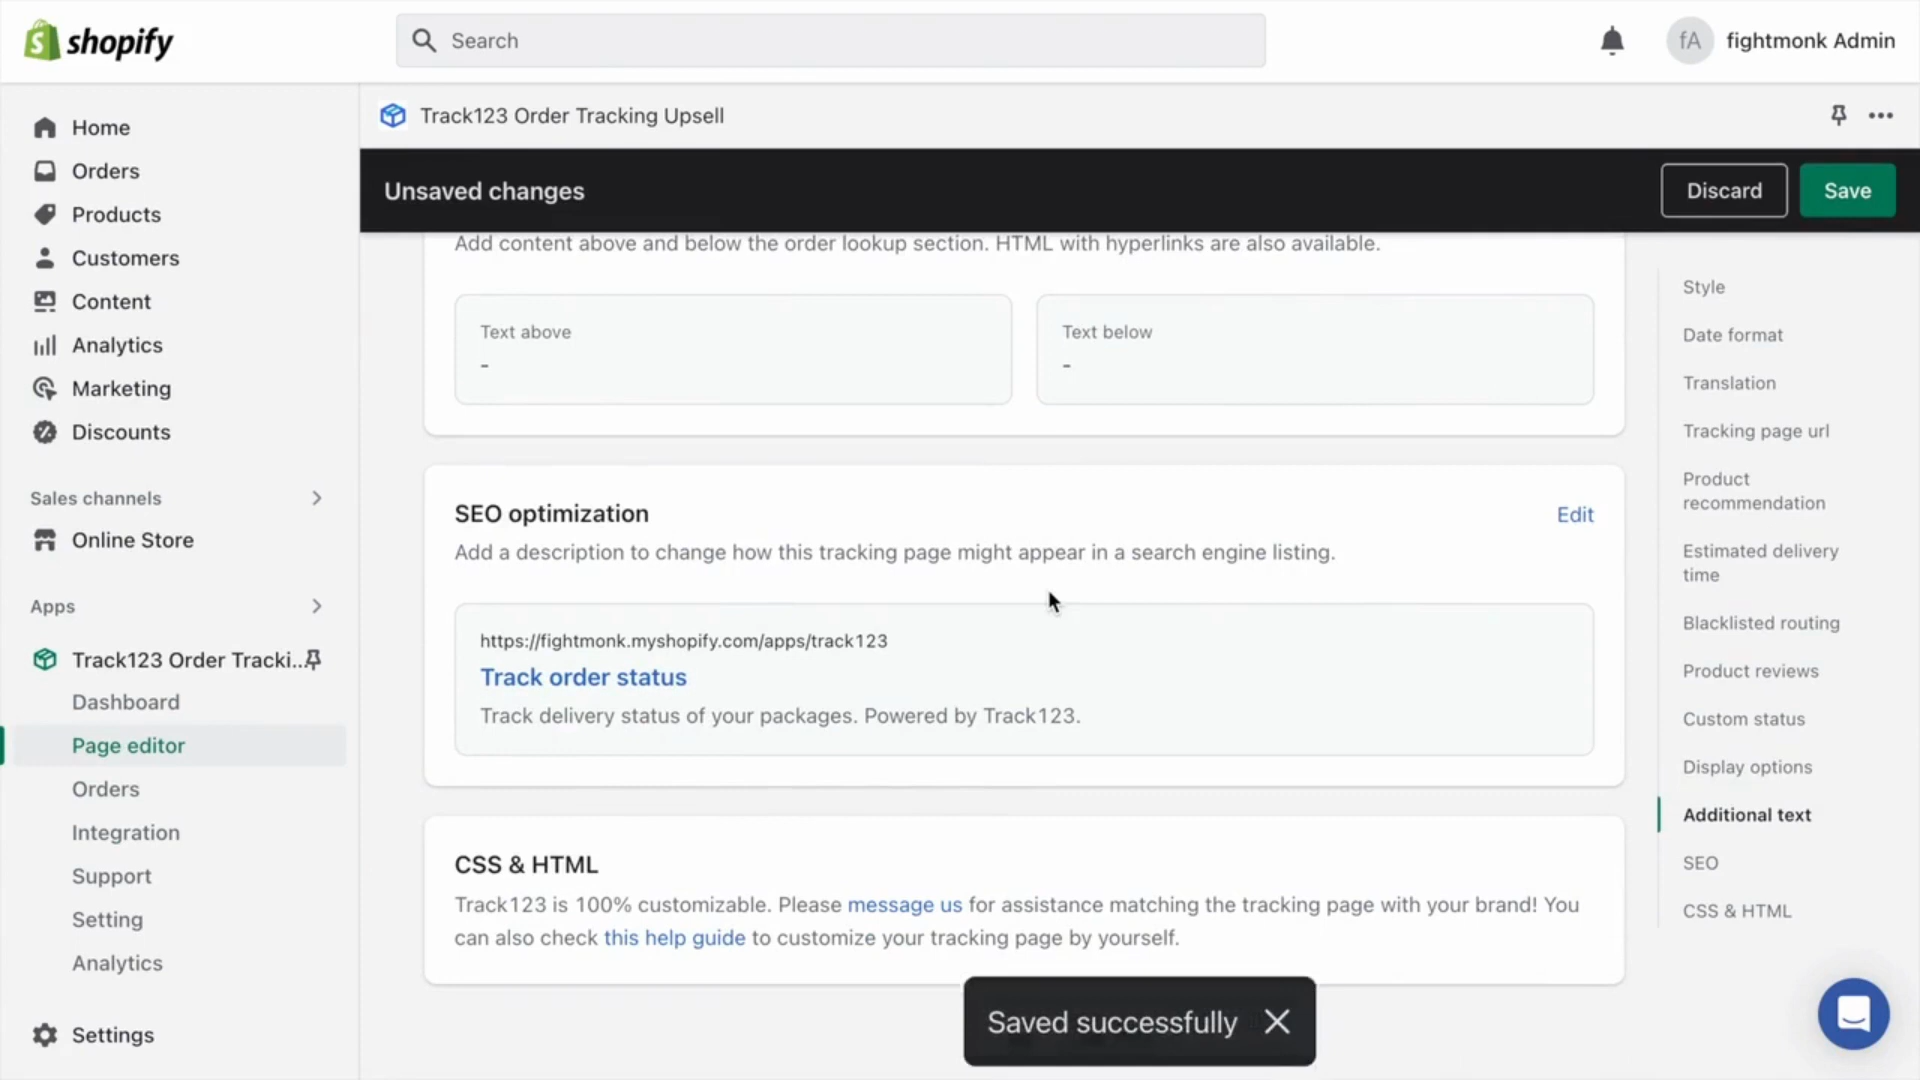 shopify
Search
fA
fightmonk Admin
Home
Orders
Products
Customers
Content
Analytics
Marketing
Discounts
Sales channels
Online Store
Apps
Track123 Order Tracki...
Dashboard
Page editor
Orders
Integration
Support
Setting
Analytics
Settings
Track123 Order Tracking Upsell
Unsaved changes
Discard
Save
Add content above and below the order lookup section. HTML with hyperlinks are also available.
Text above
-
Text below
-
SEO optimization
Edit
Add a description to change how this tracking page might appear in a search engine listing.
https://fightmonk.myshopify.com/apps/track123
Track order status
Track delivery status of your packages. Powered by Track123.
CSS & HTML
Track123 is 100% customizable. Please message us for assistance matching the tracking page with your brand! You
can also check this help guide to customize your tracking page by yourself.
Saved successfully
Style
Date format
Translation
Tracking page url
Product
recommendation
Estimated delivery
time
Blacklisted routing
Product reviews
Custom status
Display options
Additional text
SEO
CSS & HTML